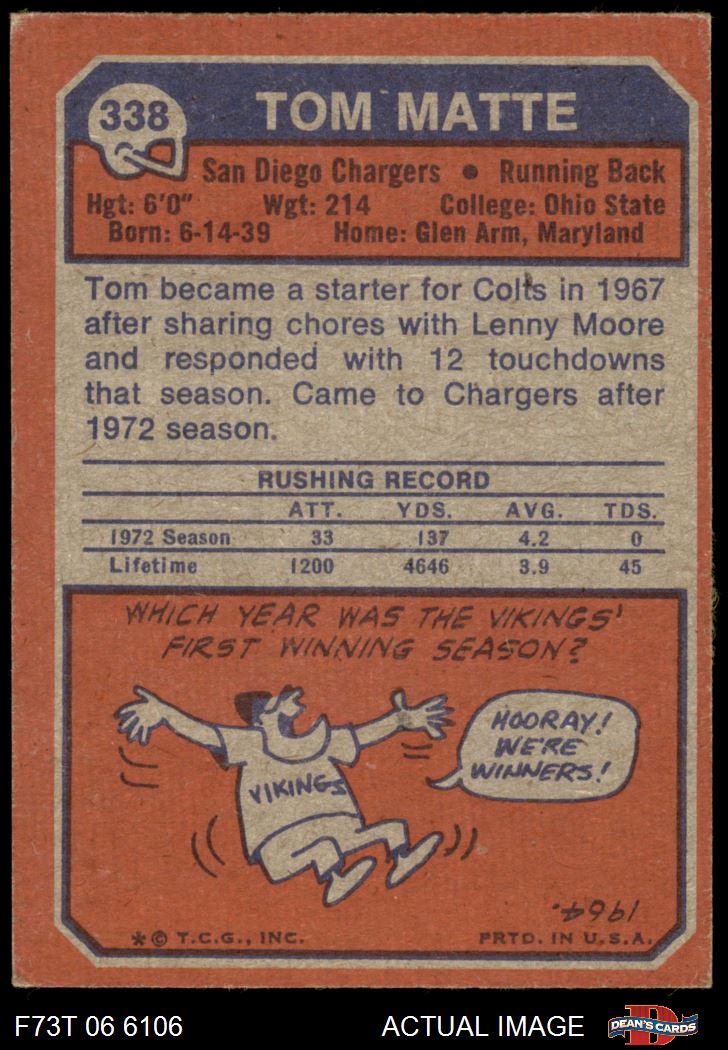 338
TOM MATTE
San Diego Chargers • Running Back
Hgt: 6'0" Wgt: 214 College: Ohio State
Born: 6-14-39 Home: Glen Arm, Maryland
Tom became a starter for Colts in 1967
after sharing chores with Lenny Moore
and responded with 12 touchdowns
that season. Came to Chargers after
1972 season.
RUSHING RECORD
ATT. YDS. AVG. TDS.
1972 Season 33 137 4.2 0
Lifetime 1200 4646 3.9 45
WHICH YEAR WAS THE VIKINGS'
FIRST WINNING SEASON?
HOORAY!
WE'RE
WINNERS!
VIKINGS
1964.
*© T.C.G., INC. PRTD. IN U.S.A.
F73T 06 6106 ACTUAL IMAGE
D
DEAN'S CARDS